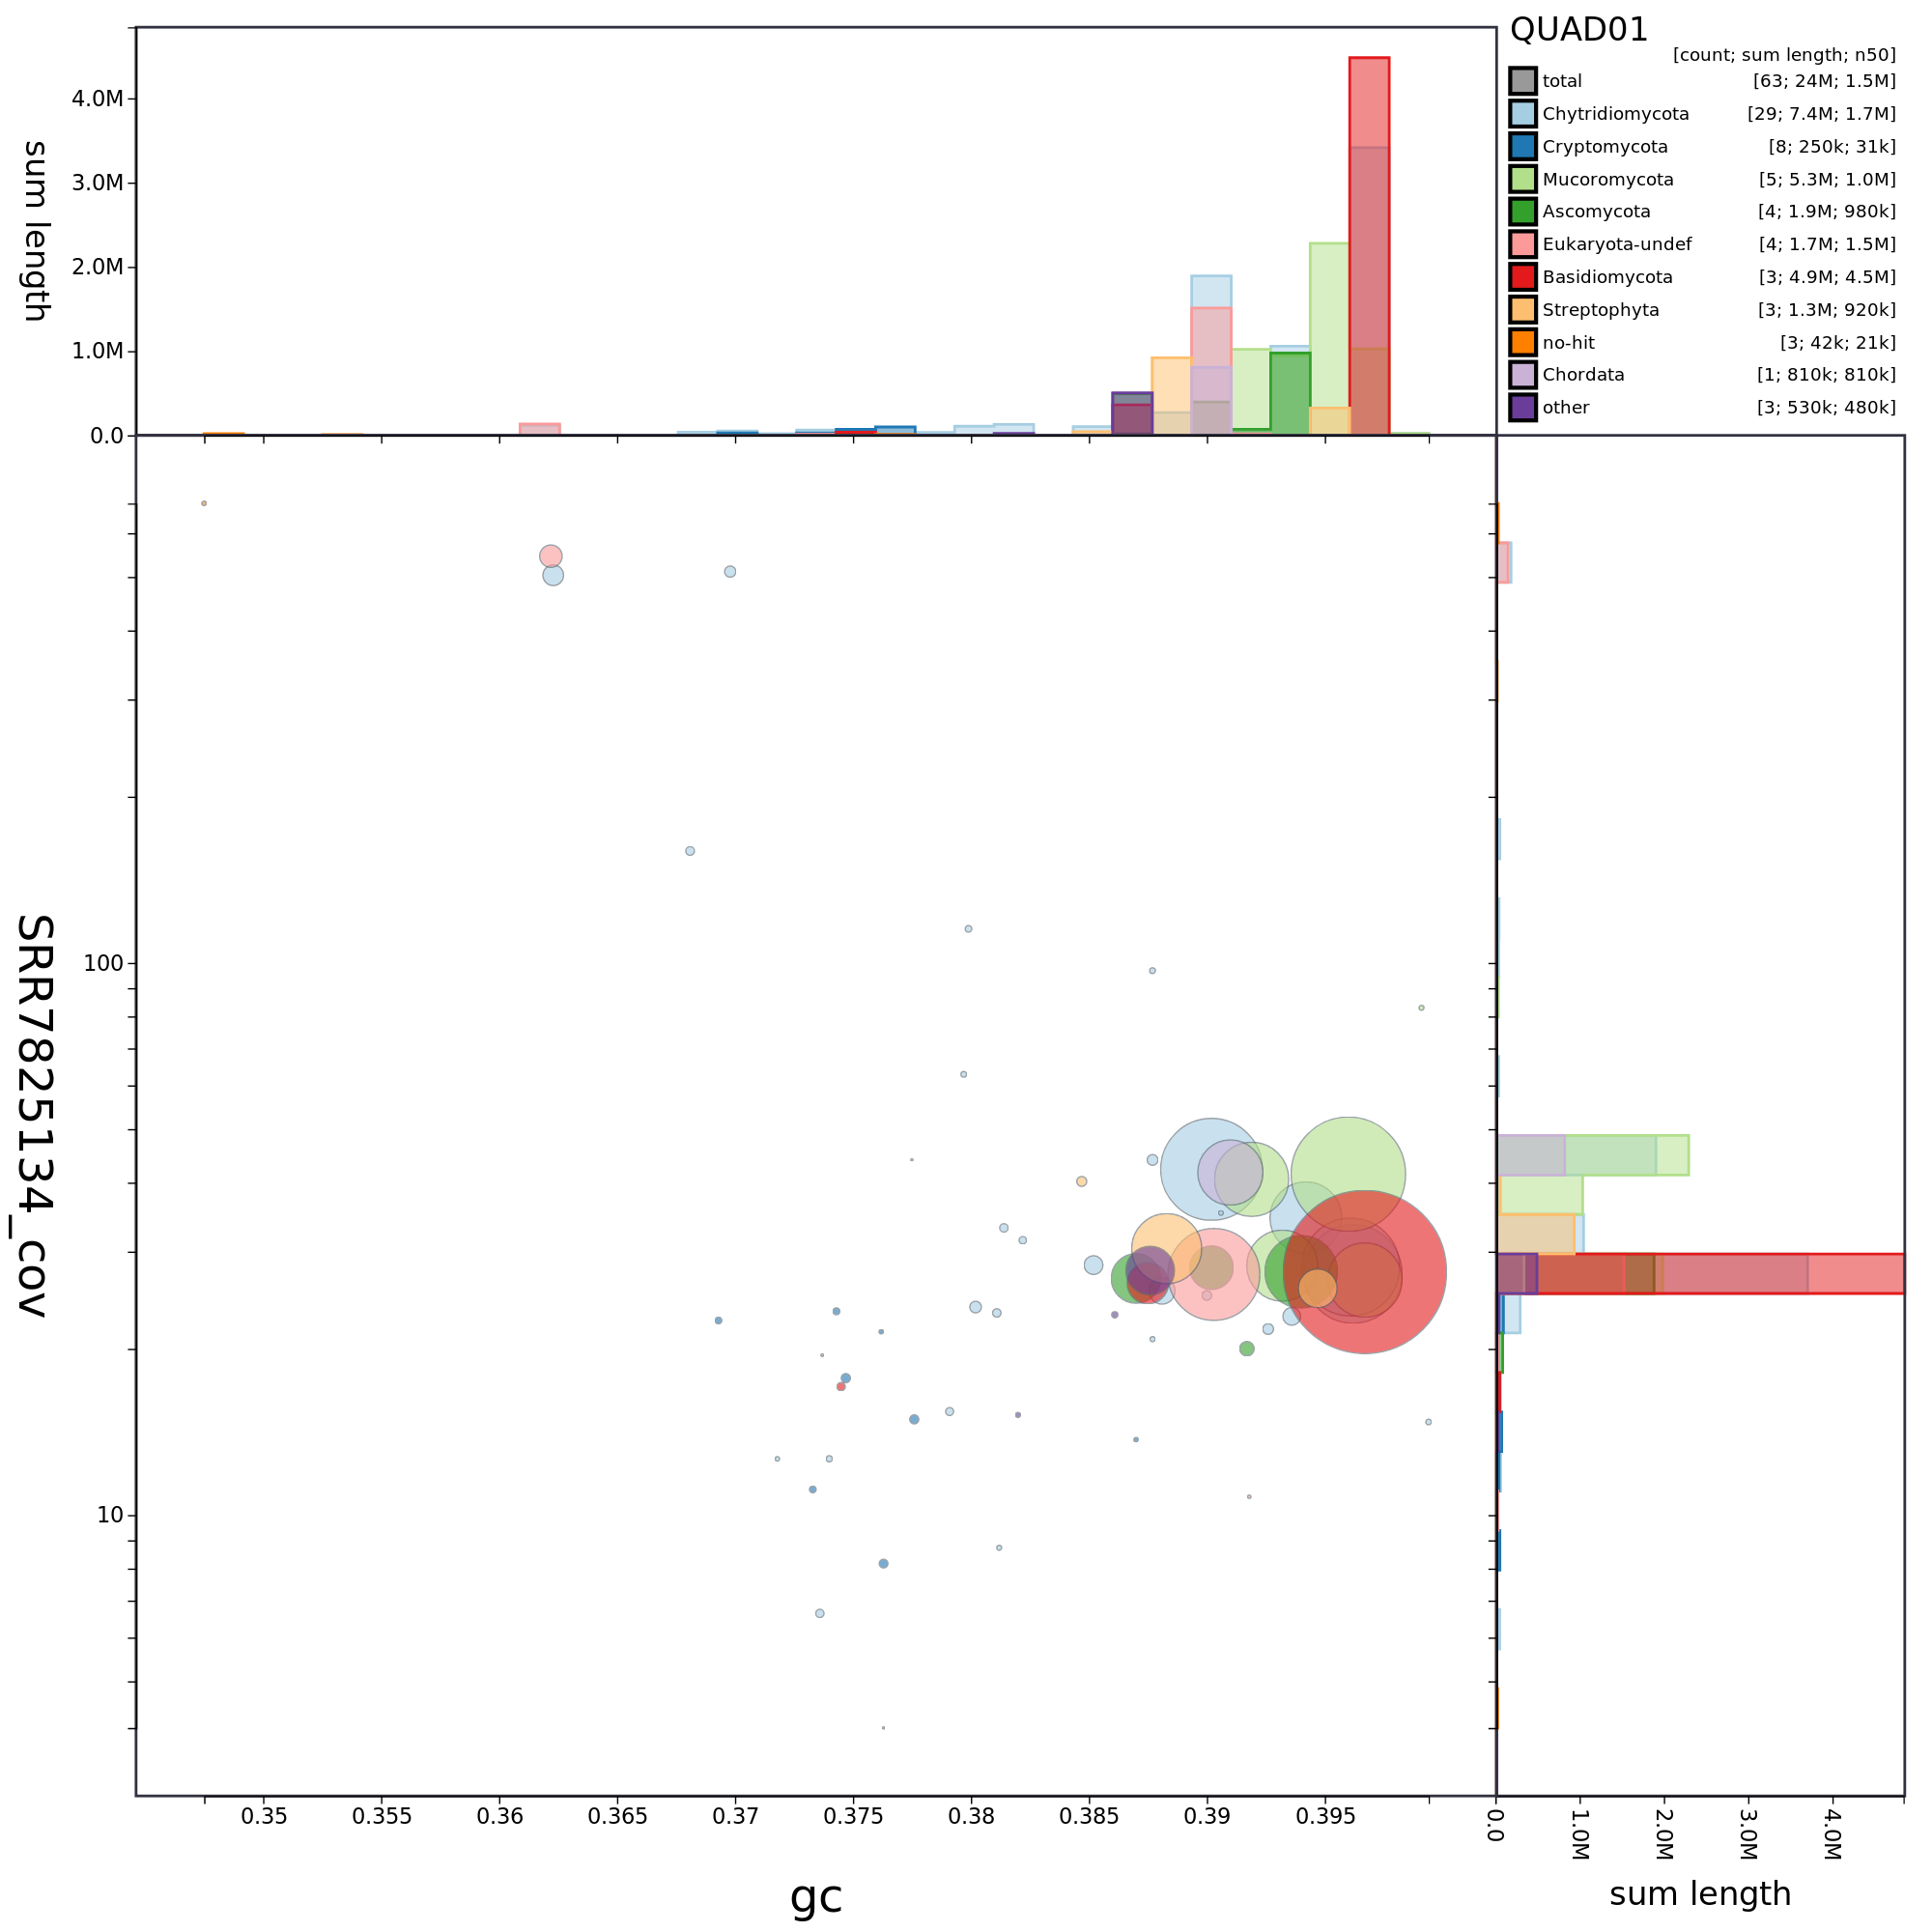 QUAD01
[count; sum length; n50]
total [63; 24M; 1.5M]
Chytridiomycota [29; 7.4M; 1.7M]
Cryptomycota [8; 250k; 31k]
Mucoromycota [5; 5.3M; 1.0M]
Ascomycota [4; 1.9M; 980k]
Eukaryota-undef [4; 1.7M; 1.5M]
Basidiomycota [3; 4.9M; 4.5M]
Streptophyta [3; 1.3M; 920k]
no-hit [3; 42k; 21k]
Chordata [1; 810k; 810k]
other [3; 530k; 480k]
sum length
4.0M
3.0M
2.0M
1.0M
0.0
SRR7825134_cov
100
10
0.35 0.355 0.36 0.365 0.37 0.375 0.38 0.385 0.39 0.395
gc
0.0 1.0M 2.0M 3.0M 4.0M
sum length